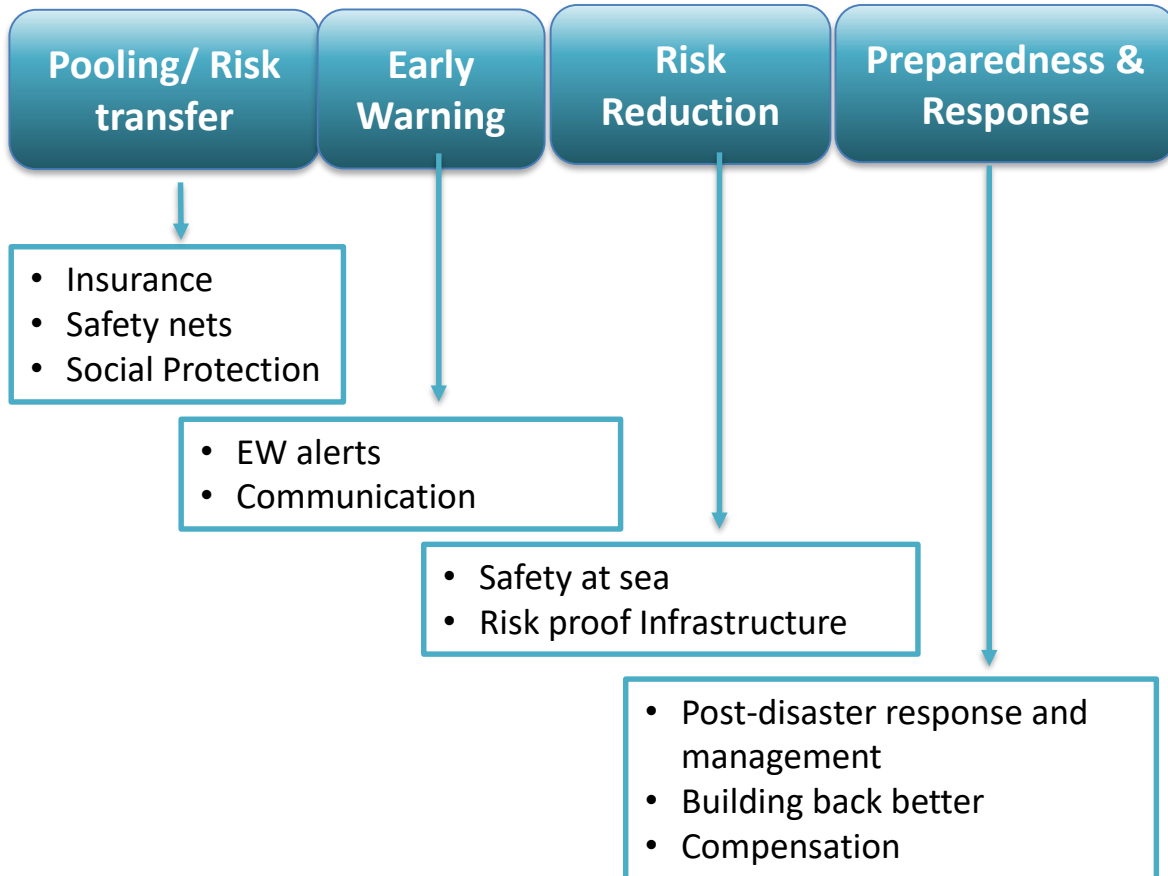 Pooling/ Risk
transfer
Early
Warning
Risk
Reduction
Preparedness &
Response
• Insurance
• Safety nets
• Social Protection
• EW alerts
• Communication
• Safety at sea
• Risk proof Infrastructure
• Post-disaster response and
management
• Building back better
• Compensation